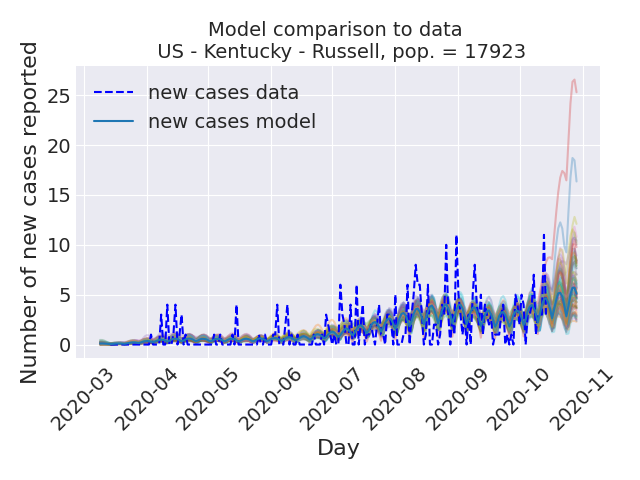 Model comparison to data
US - Kentucky - Russell, pop. = 17923
Number of new cases reported
25
20
15
10
5
0
new cases data
new cases model
2020-03
2020-04
2020-05
2020-06
2020-07
2020-08
2020-09
2020-10
2020-11
Day